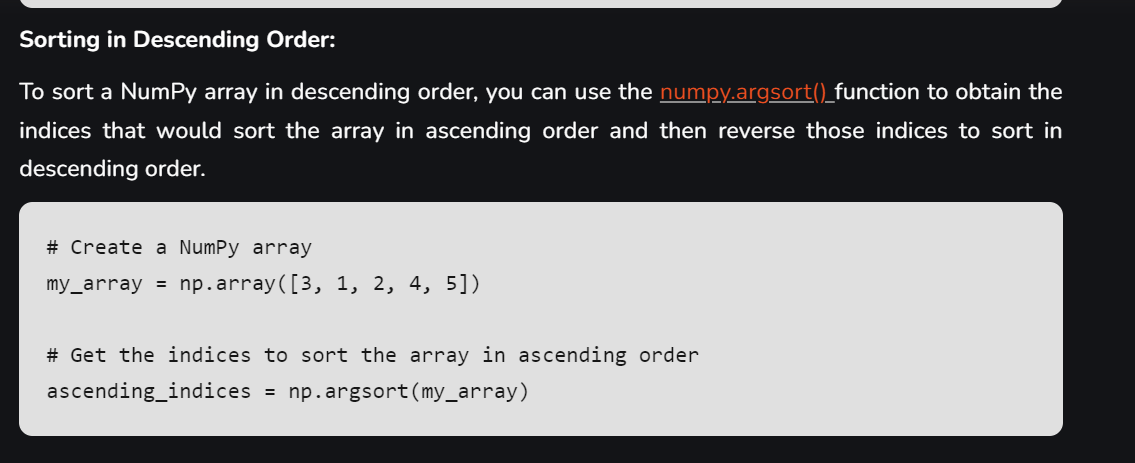 Sorting in Descending Order:
To sort a NumPy array in descending order, you can use the numpy.argsort() function to obtain the
indices that would sort the array in ascending order and then reverse those indices to sort in
descending order.
# Create a NumPy array
my_array = np.array([3, 1, 2, 4, 5])
# Get the indices to sort the array in ascending order
ascending_indices = np.argsort(my_array)